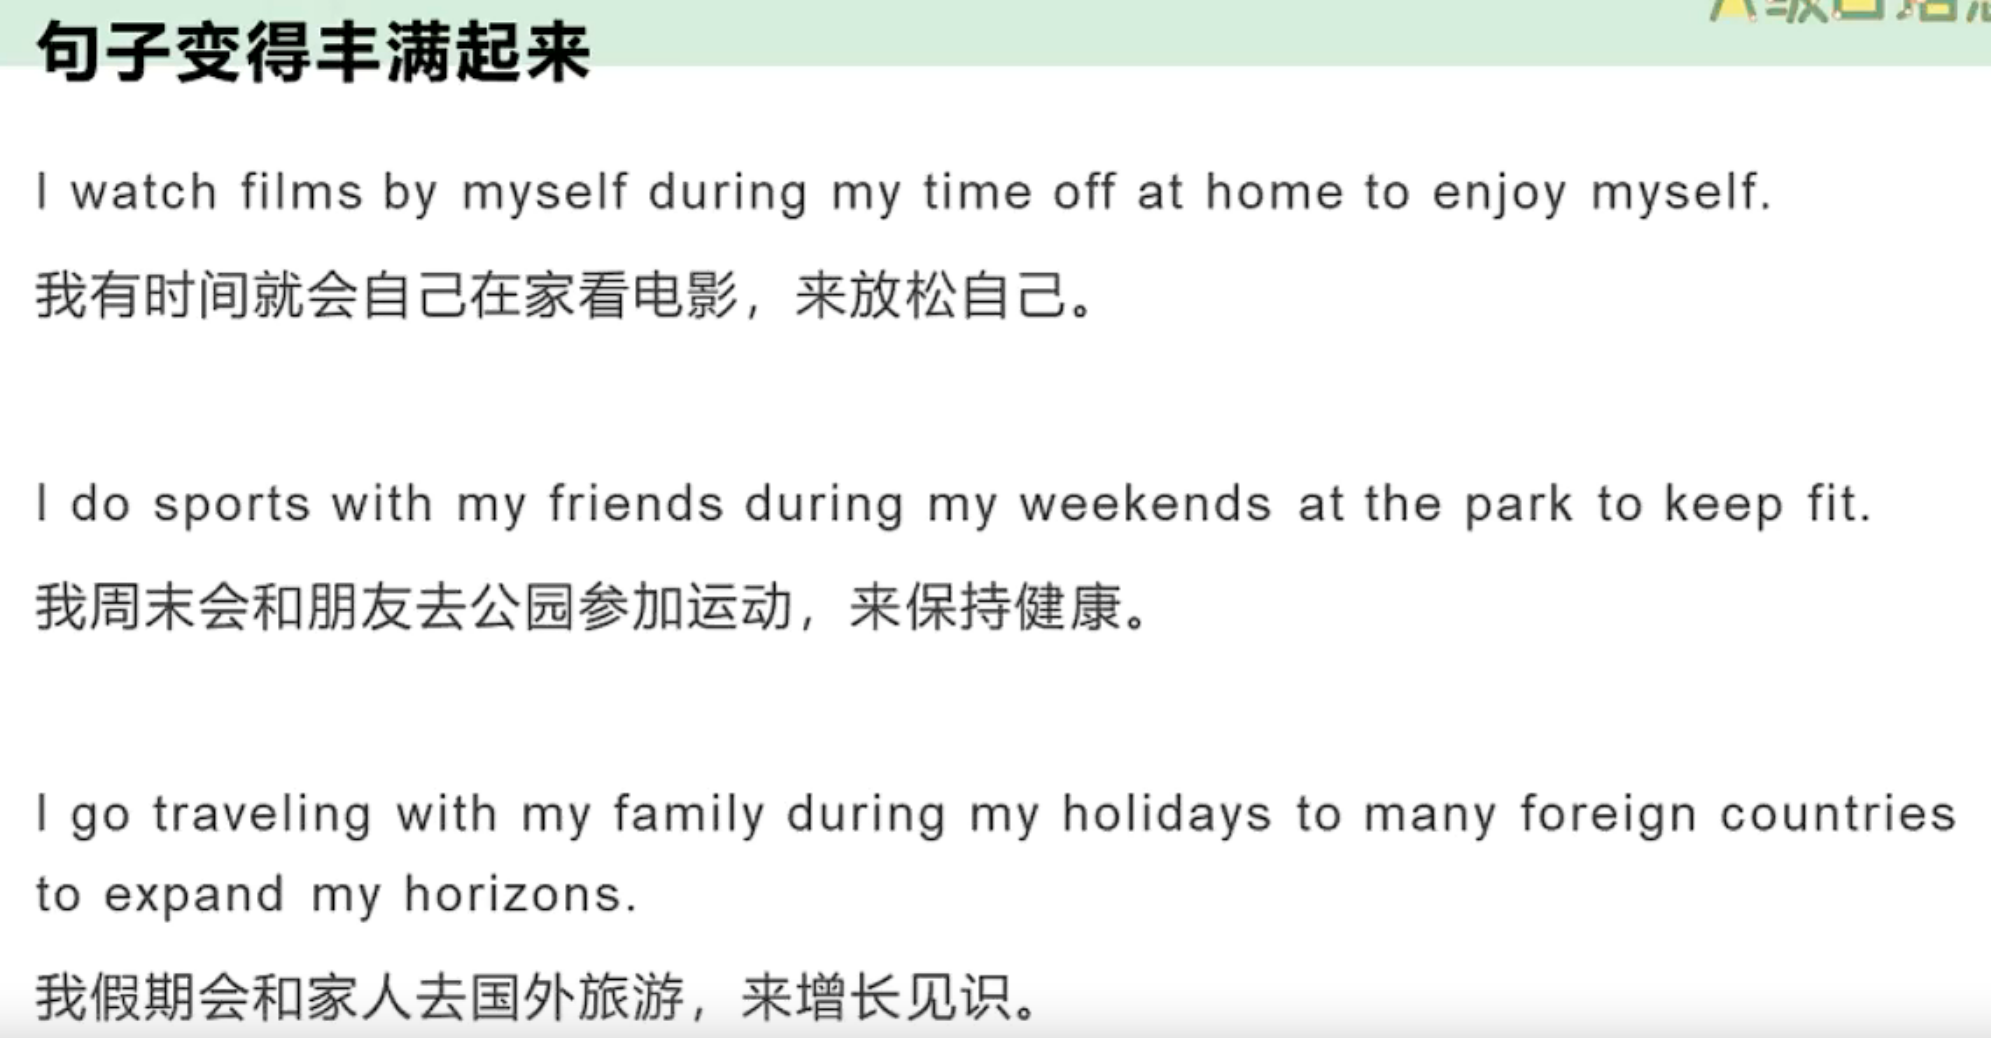 句子变得丰满起来
I watch films by myself during my time off at home to enjoy myself.
我有时间就会自己在家看电影，来放松自己。
I do sports with my friends during my weekends at the park to keep fit.
我周末会和朋友去公园参加运动，来保持健康。
I go traveling with my family during my holidays to many foreign countries
to expand my horizons.
我假期会和家人去国外旅游，来增长见识。